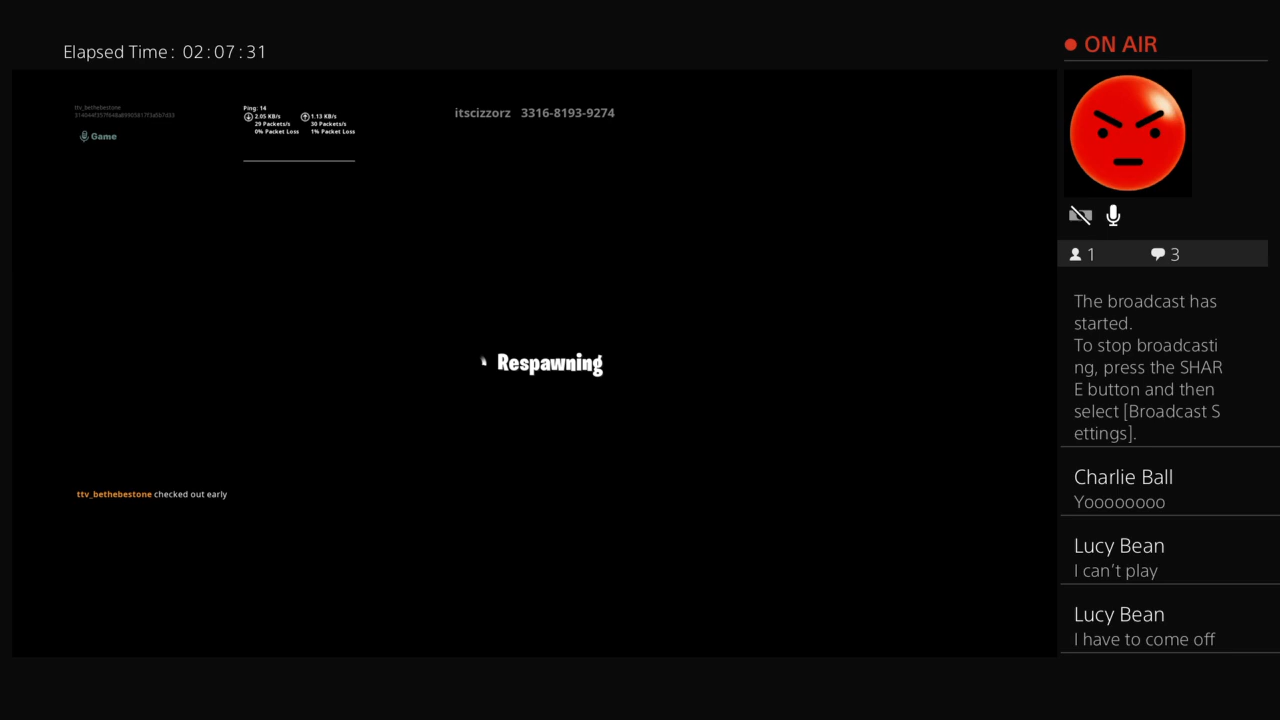 Elapsed Time: 02:07:31
ON AIR
ttv_bethebestone
Game
Ping: 14
2.05 KB/s 1.13 KB/s
29 Packets/s 30 Packets/s
0% Packet Loss 1% Packet Loss
itscizzorz 3316-8193-9274
1 3
The broadcast has
started.
To stop broadcasti
ng, press the SHAR
E button and then
select [Broadcast S
ettings].
Respawning
Charlie Ball
Yoooooooo
ttv_bethebestone checked out early
Lucy Bean
I can't play
Lucy Bean
I have to come off